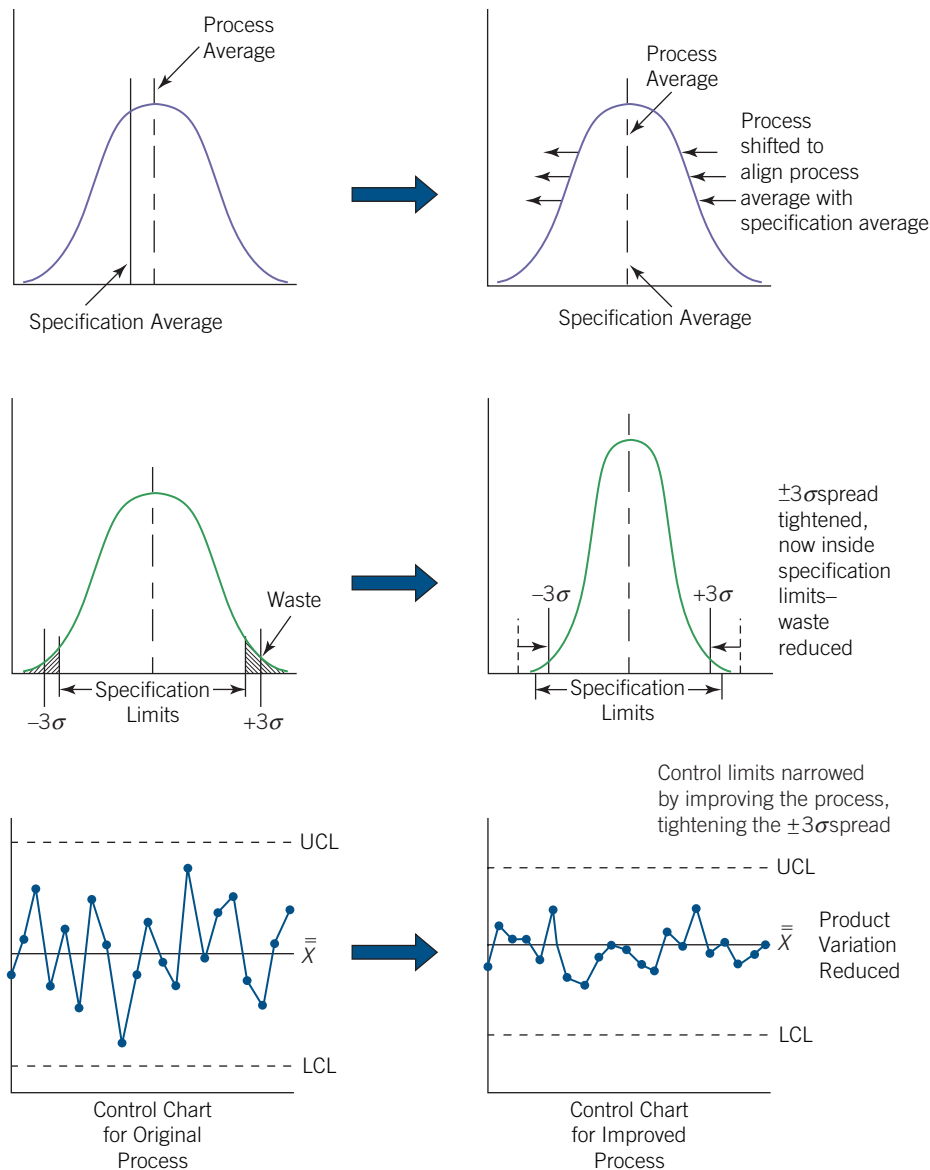 Process
Average
Specification Average
Process
Average
Process
shifted to
align process
average with
specification average
Specification Average
Waste
Specification
Limits
–3σ
+3σ
–3σ
+3σ
Specification
Limits
±3σspread
tightened,
now inside
specification
limits–
waste
reduced
UCL
X̿
LCL
Control Chart
for Original
Process
Control limits narrowed
by improving the process,
tightening the ±3σspread
UCL
X̿
Product
Variation
Reduced
LCL
Control Chart
for Improved
Process